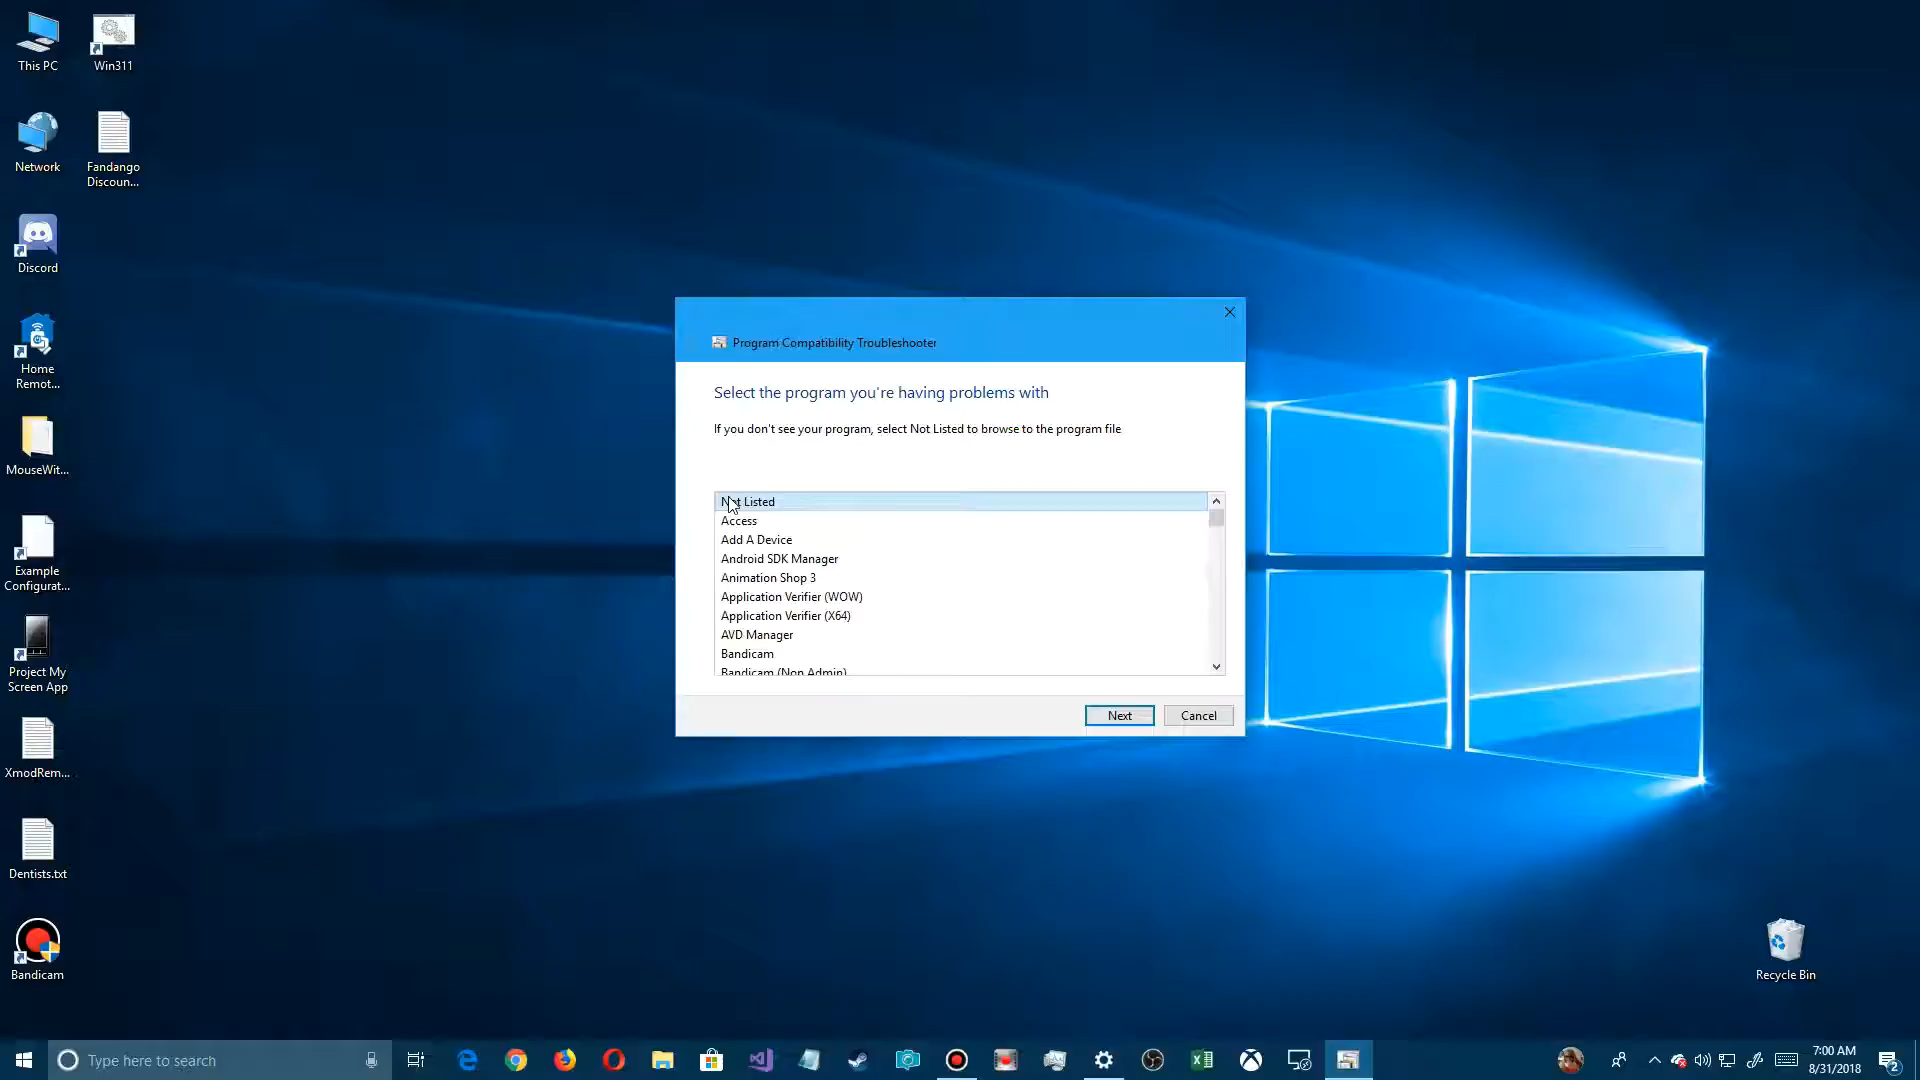 This PC
Win311
Network
Fandango
Discoun...
Discord
Home
Remot...
MouseWit...
Example
Configurat...
Project My
Screen App
XmodRem...
Dentists.txt
Bandicam
Program Compatibility Troubleshooter
Select the program you're having problems with
If you don't see your program, select Not Listed to browse to the program file
Not Listed
Access
Add A Device
Android SDK Manager
Animation Shop 3
Application Verifier (WOW)
Application Verifier (X64)
AVD Manager
Bandicam
Bandicam (Non Admin)
Next
Cancel
Recycle Bin
Type here to search
7:00 AM
8/31/2018
2